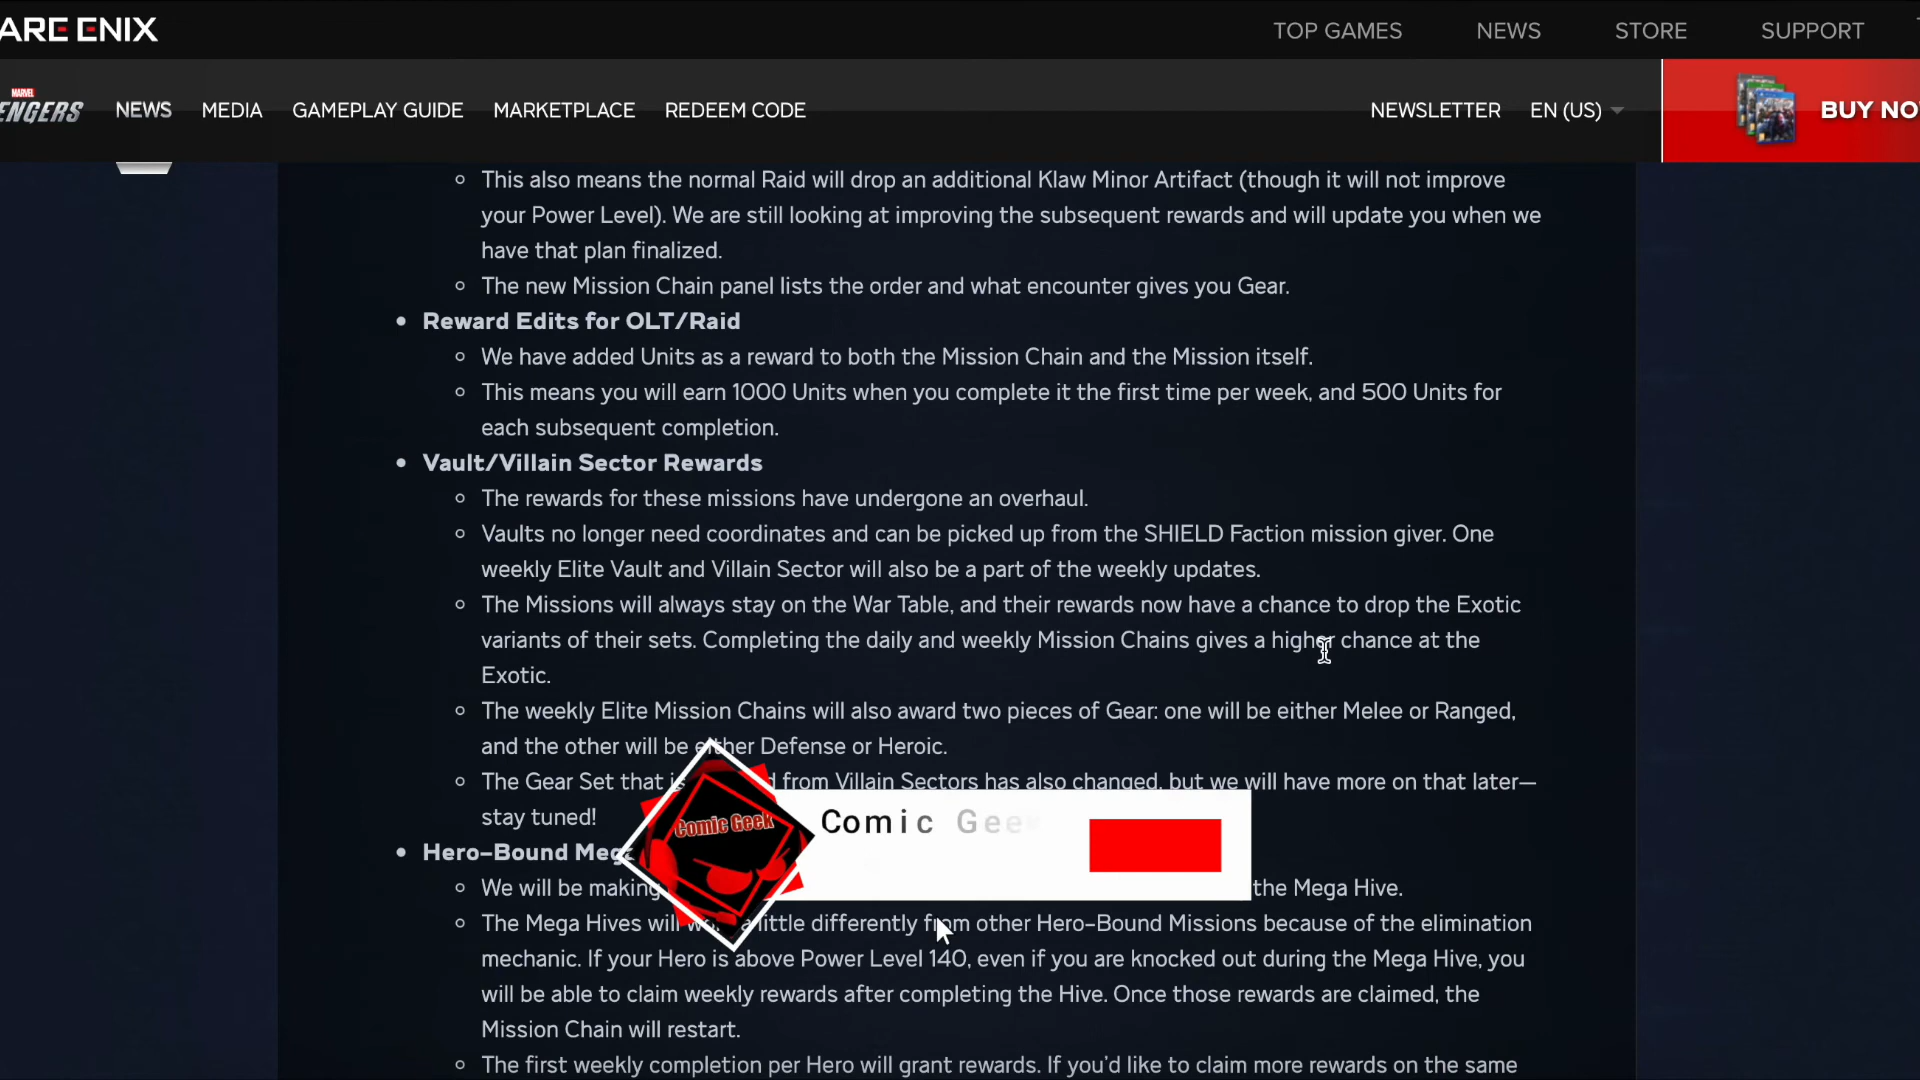 ARE ENIX
TOP GAMES NEWS STORE SUPPORT
MARVEL
ENGERS
NEWS MEDIA GAMEPLAY GUIDE MARKETPLACE REDEEM CODE NEWSLETTER EN (US) BUY NO
This also means the normal Raid will drop an additional Klaw Minor Artifact (though it will not improve
your Power Level). We are still looking at improving the subsequent rewards and will update you when we
have that plan finalized.
The new Mission Chain panel lists the order and what encounter gives you Gear.
Reward Edits for OLT/Raid
We have added Units as a reward to both the Mission Chain and the Mission itself.
This means you will earn 1000 Units when you complete it the first time per week, and 500 Units for
each subsequent completion.
Vault/Villain Sector Rewards
The rewards for these missions have undergone an overhaul.
Vaults no longer need coordinates and can be picked up from the SHIELD Faction mission giver. One
weekly Elite Vault and Villain Sector will also be a part of the weekly updates.
The Missions will always stay on the War Table, and their rewards now have a chance to drop the Exotic
variants of their sets. Completing the daily and weekly Mission Chains gives a higher chance at the
Exotic.
The weekly Elite Mission Chains will also award two pieces of Gear: one will be either Melee or Ranged,
and the other will be either Defense or Heroic.
The Gear Set that is d from Villain Sectors has also changed, but we will have more on that later—
stay tuned!
Comic Geek
Comic Gee
Hero-Bound Meg
We will be making the Mega Hive.
The Mega Hives will a little differently from other Hero-Bound Missions because of the elimination
mechanic. If your Hero is above Power Level 140, even if you are knocked out during the Mega Hive, you
will be able to claim weekly rewards after completing the Hive. Once those rewards are claimed, the
Mission Chain will restart.
The first weekly completion per Hero will grant rewards. If you'd like to claim more rewards on the same